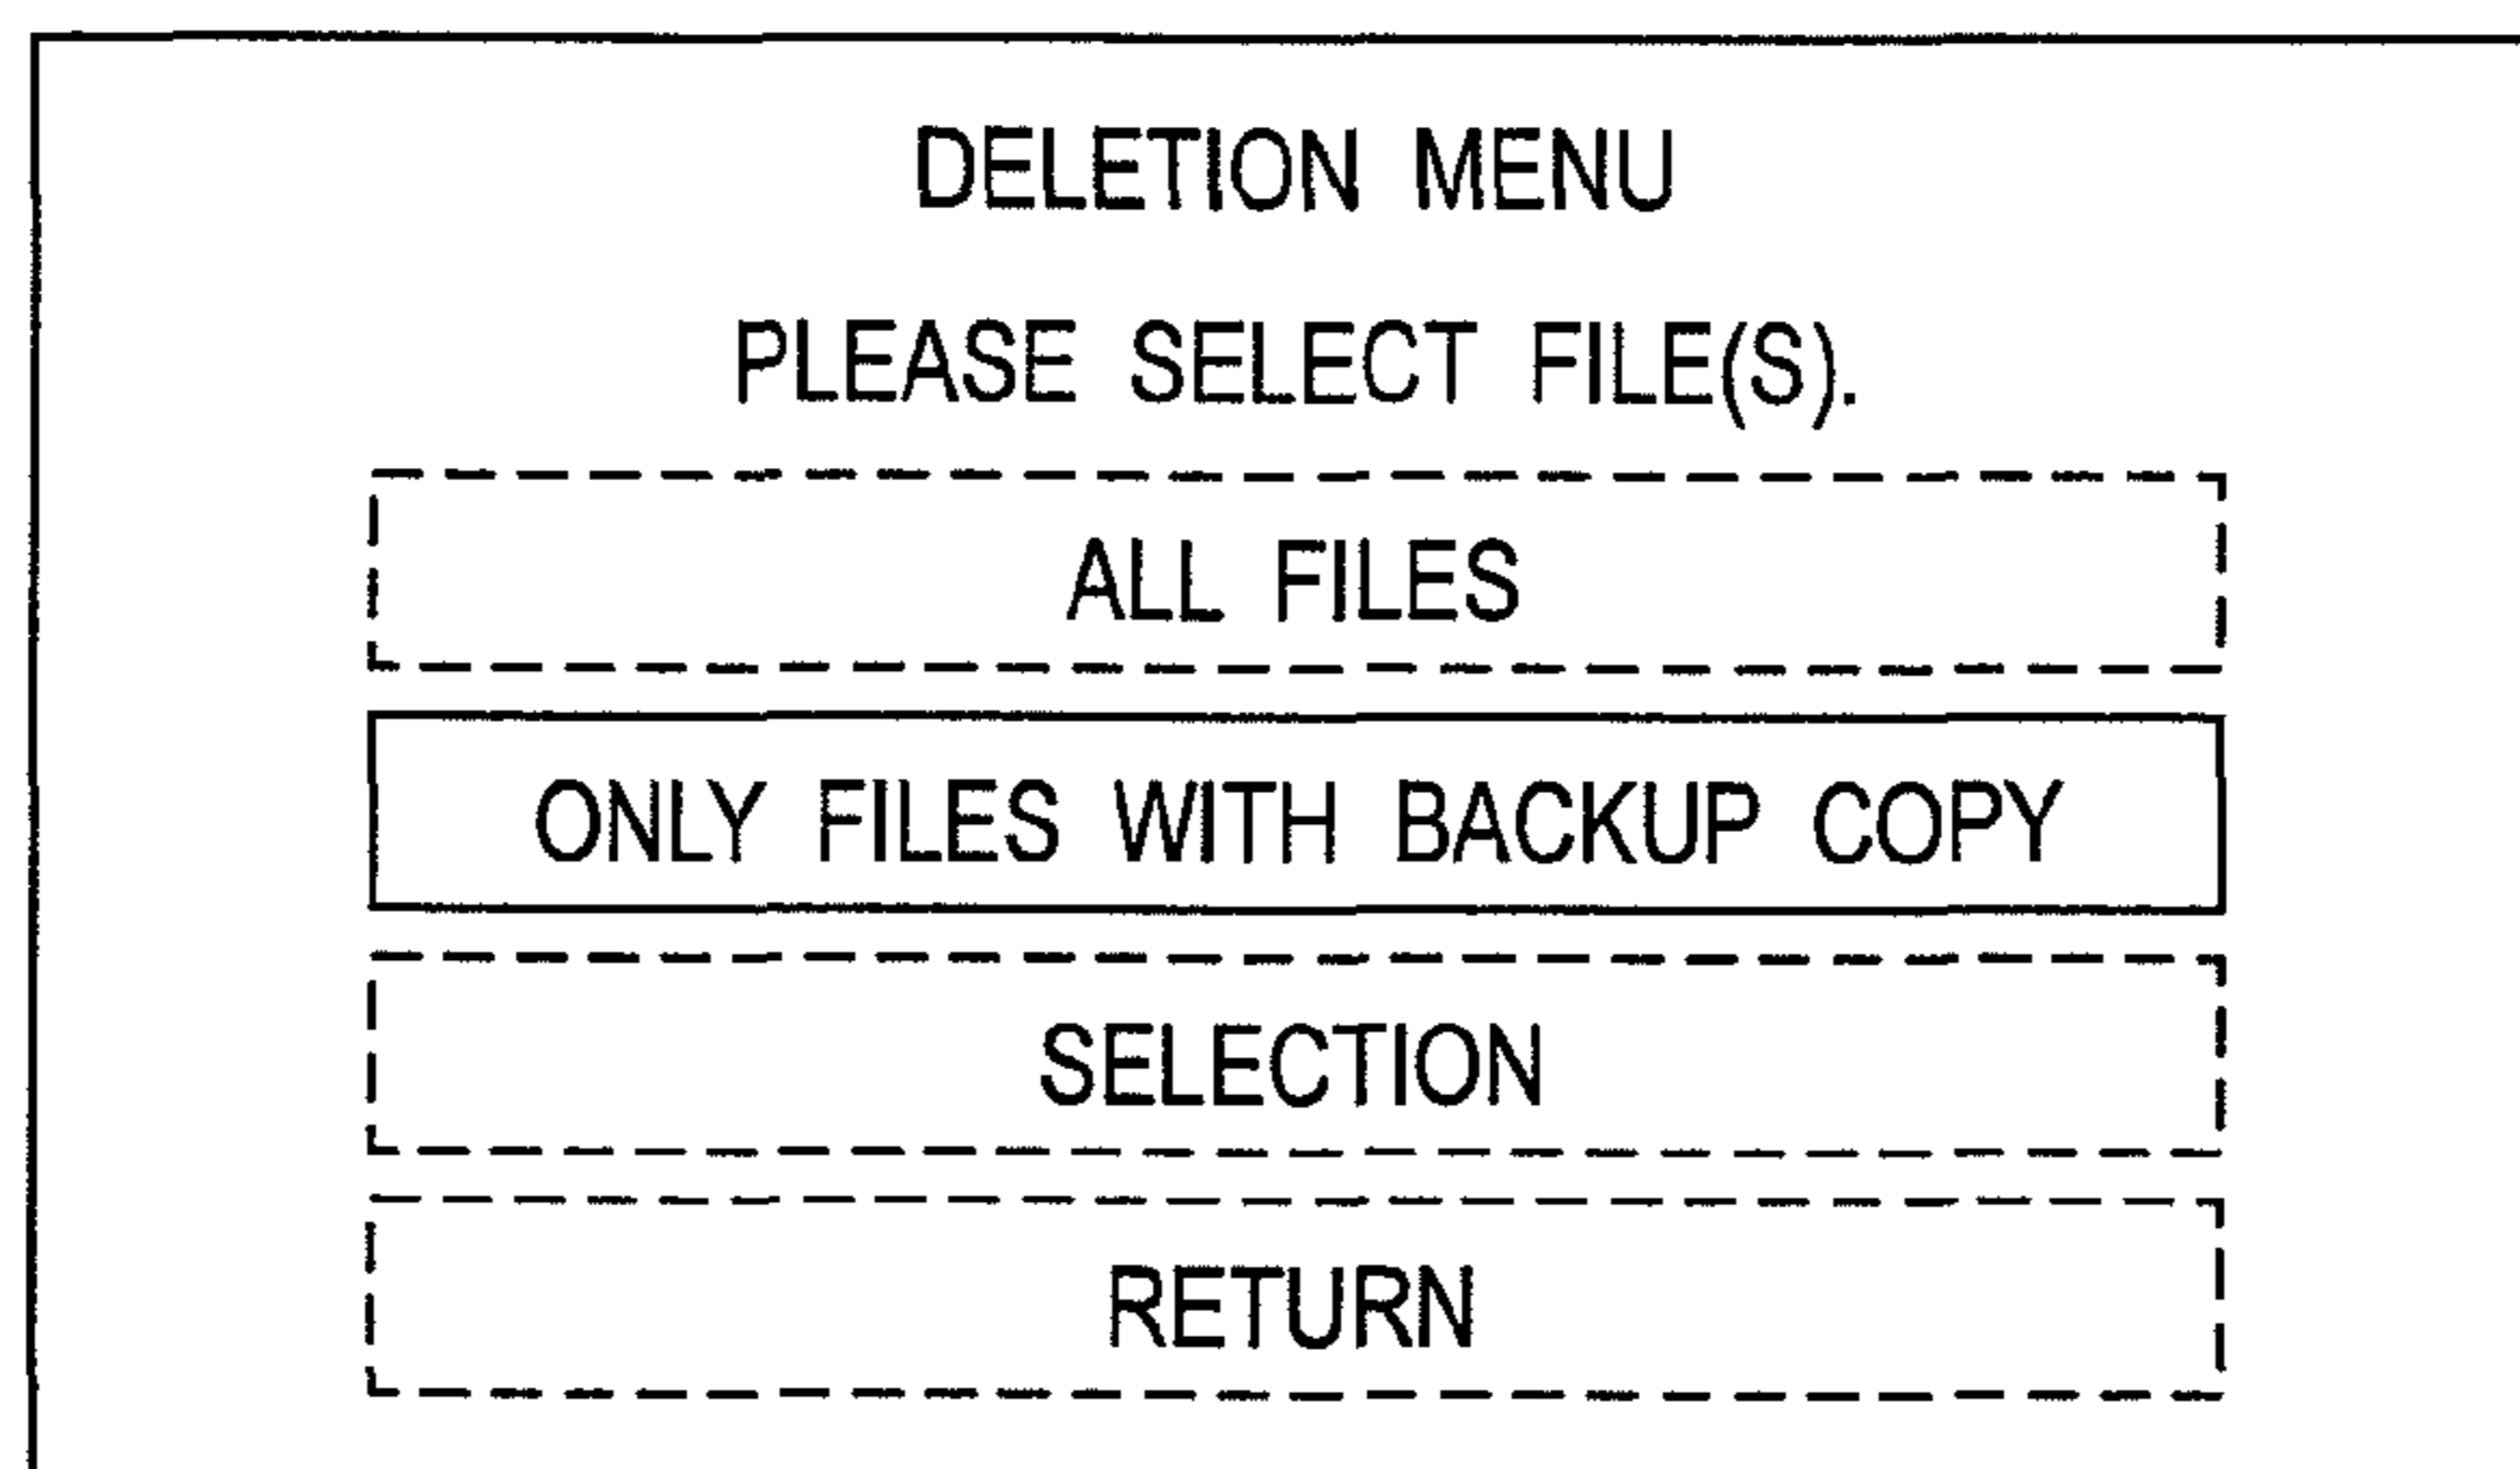 DELETION MENU
PLEASE SELECT FILE(S).
ALL FILES
ONLY FILES WITH BACKUP COPY
SELECTION
RETURN